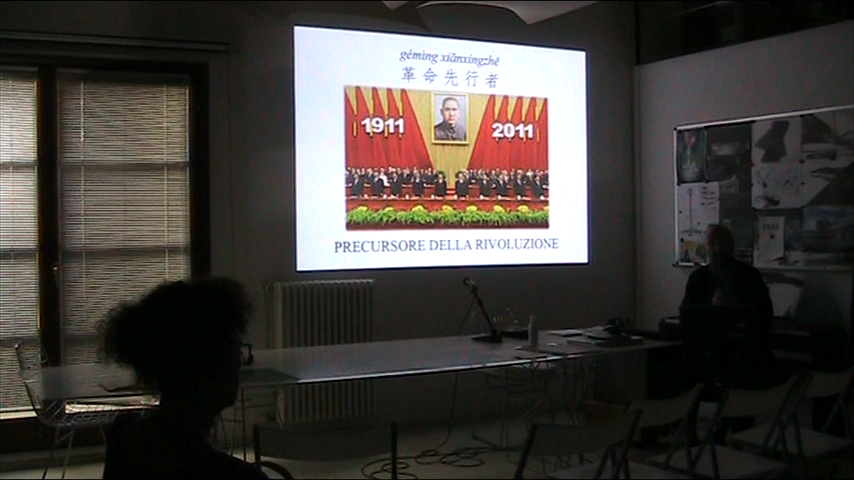 gémìng xiānxíngzhě
革命先行者
1911
2011
PRECURSORE DELLA RIVOLUZIONE